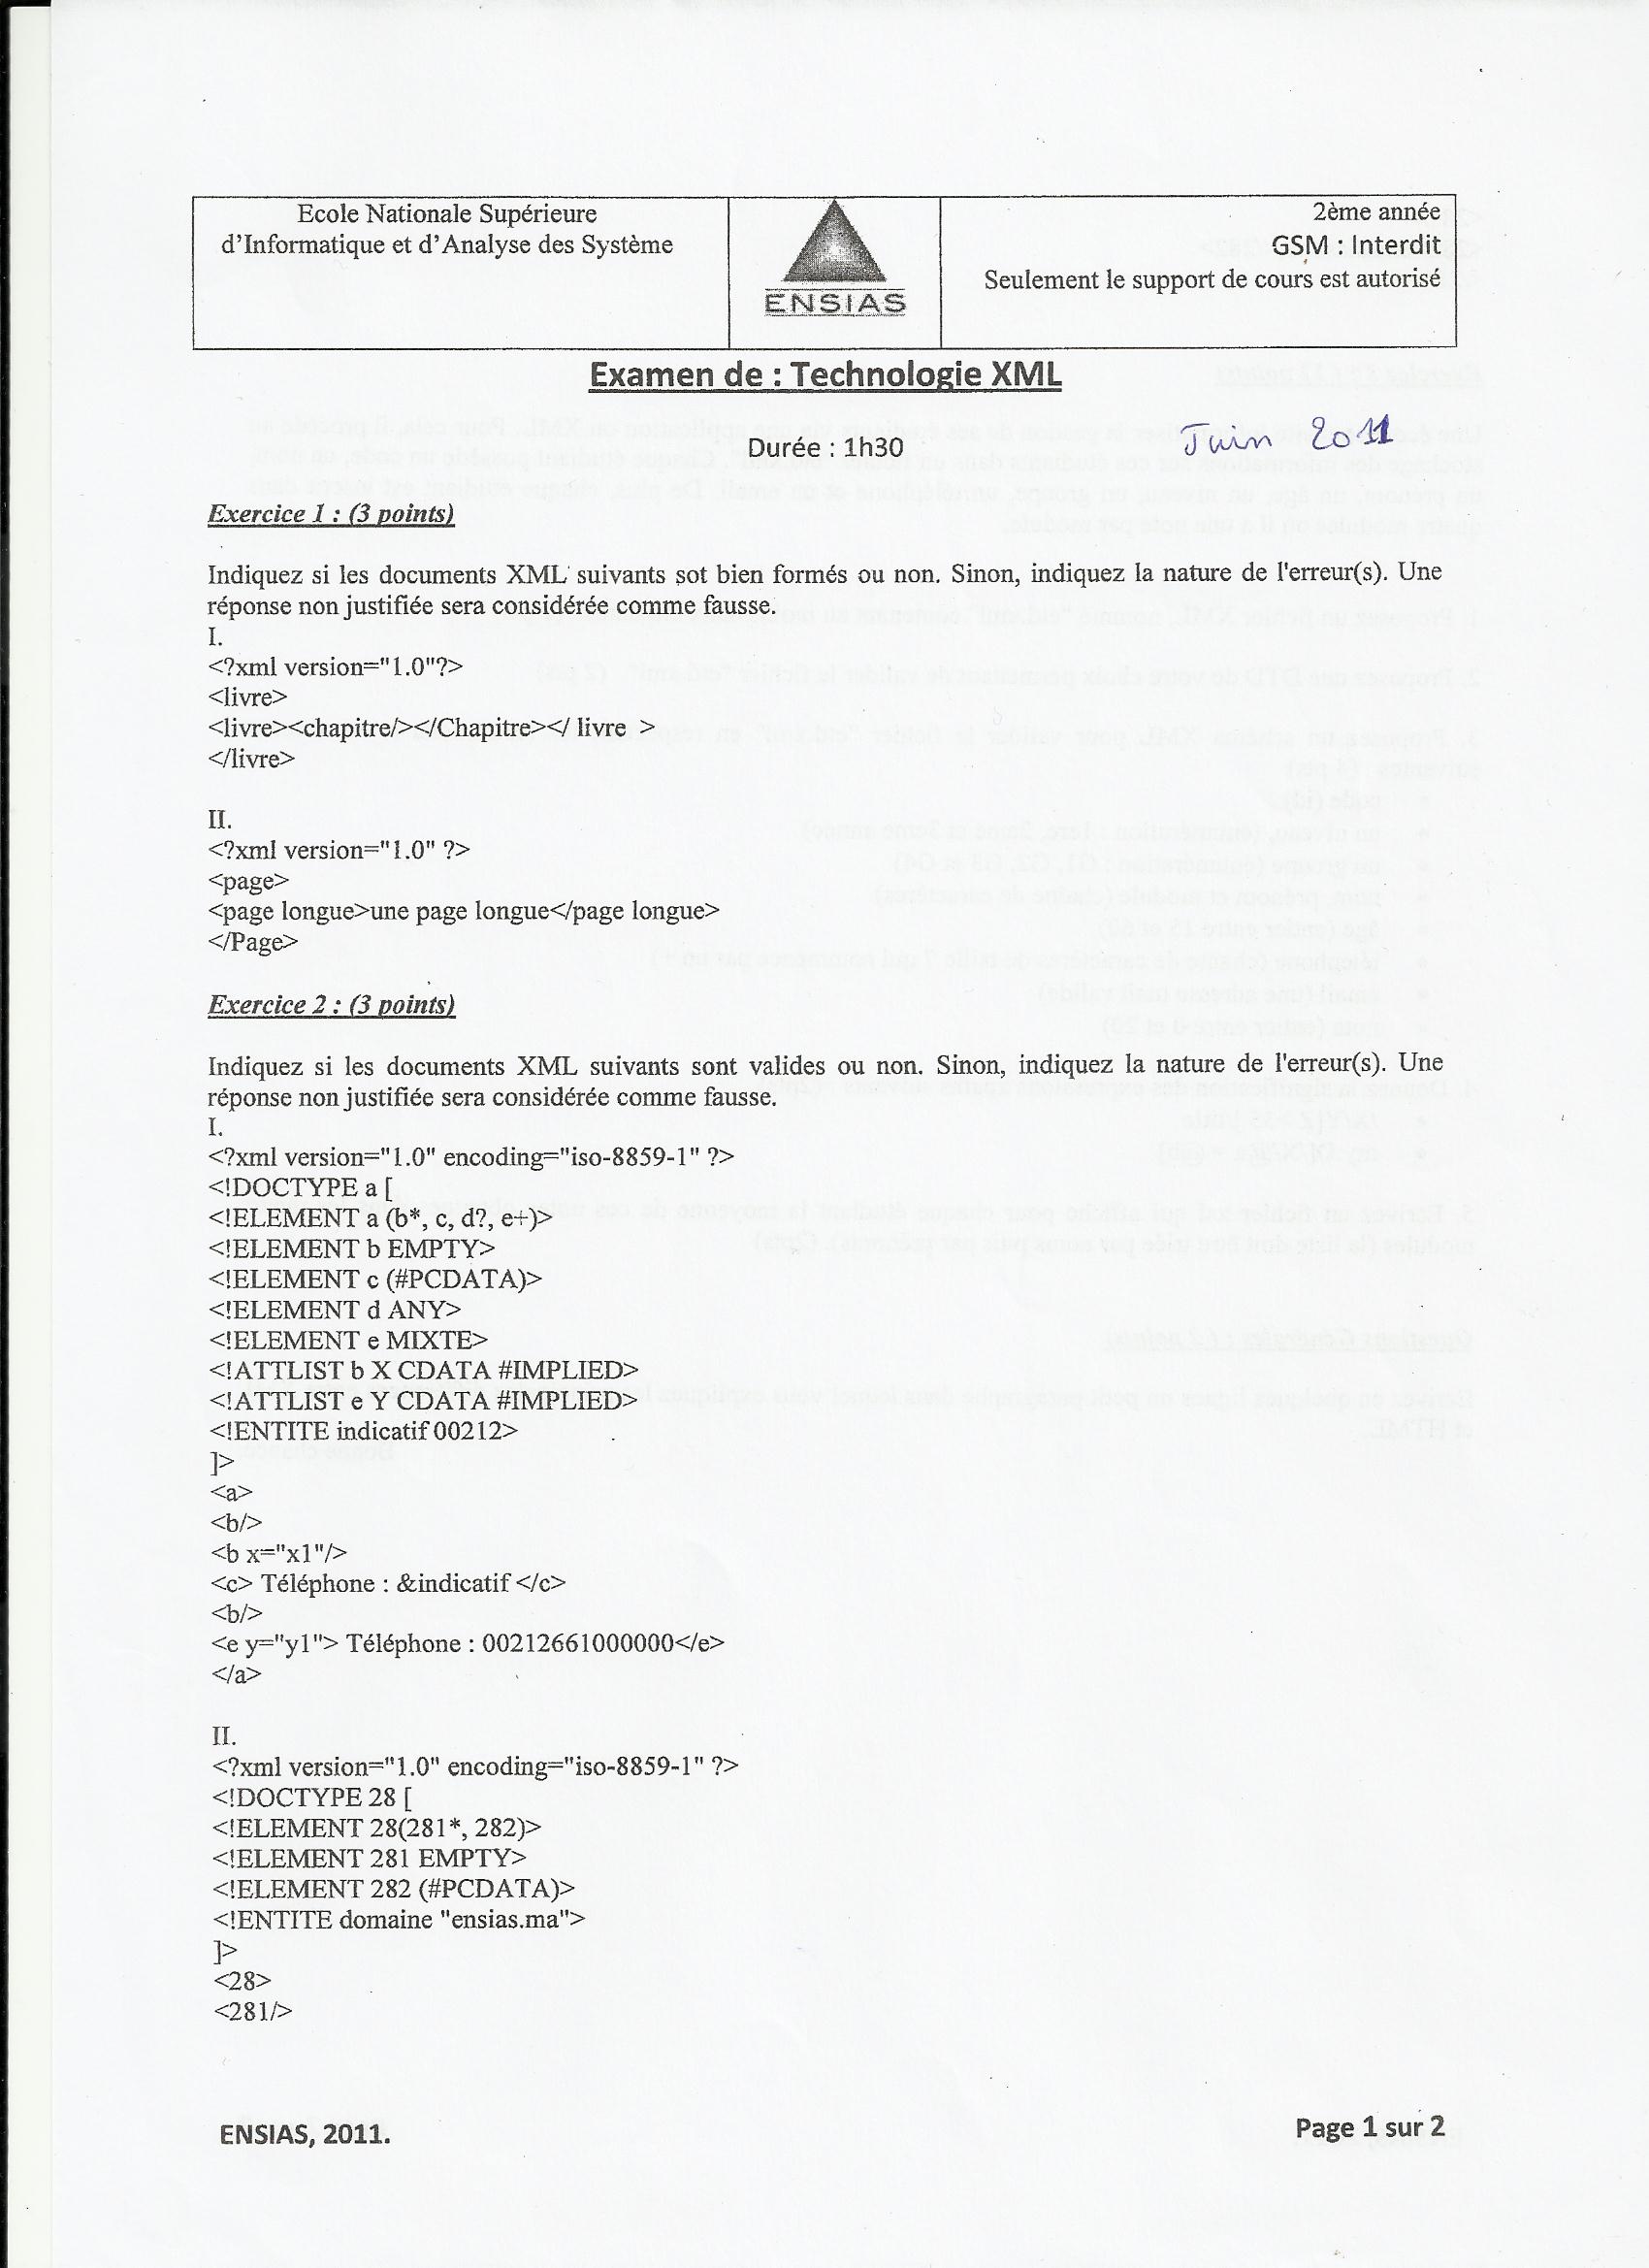 Ecole Nationale Supérieure
d'Informatique et d'Analyse des Système
ENSIAS
2ème année
GSM : Interdit
Seulement le support de cours est autorisé
Examen de : Technologie XML
Durée : 1h30
Juin 2011
Exercice 1 : (3 points)
Indiquez si les documents XML suivants sot bien formés ou non. Sinon, indiquez la nature de l'erreur(s). Une
réponse non justifiée sera considérée comme fausse.
I.
<?xml version="1.0"?>
<livre>
<livre><chapitre/></Chapitre></ livre >
</livre>
II.
<?xml version="1.0" ?>
<page>
<page longue>une page longue</page longue>
</Page>
Exercice 2 : (3 points)
Indiquez si les documents XML suivants sont valides ou non. Sinon, indiquez la nature de l'erreur(s). Une
réponse non justifiée sera considérée comme fausse.
I.
<?xml version="1.0" encoding="iso-8859-1" ?>
<!DOCTYPE a [
<!ELEMENT a (b*, c, d?, e+)>
<!ELEMENT b EMPTY>
<!ELEMENT c (#PCDATA)>
<!ELEMENT d ANY>
<!ELEMENT e MIXTE>
<!ATTLIST b X CDATA #IMPLIED>
<!ATTLIST e Y CDATA #IMPLIED>
<!ENTITE indicatif 00212>
]>
<a>
<b/>
<b x="x1"/>
<c> Téléphone : &indicatif </c>
<b/>
<e y="y1"> Téléphone : 00212661000000</e>
</a>
II.
<?xml version="1.0" encoding="iso-8859-1" ?>
<!DOCTYPE 28 [
<!ELEMENT 28(281*, 282)>
<!ELEMENT 281 EMPTY>
<!ELEMENT 282 (#PCDATA)>
<!ENTITE domaine "ensias.ma">
]>
<28>
<281/>
ENSIAS, 2011.
Page 1 sur 2